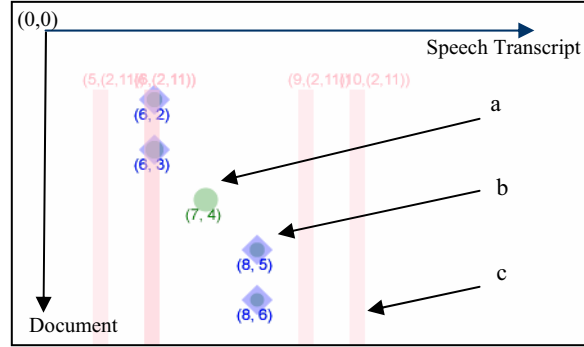 (0,0)
Speech Transcript
(5,(2,11)) (6,(2,11)) (9,(2,11)) (10,(2,11))
a
(6, 2)
(6, 3)
b
(7, 4)
(8, 5)
c
(8, 6)
Document